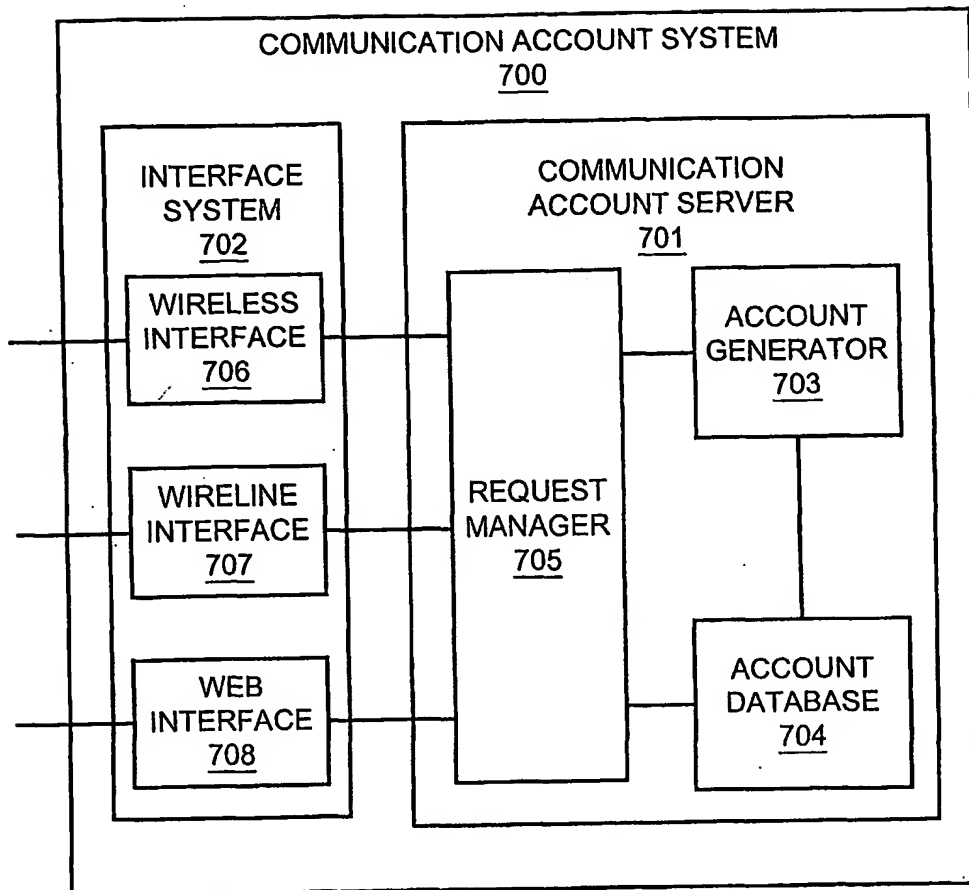 COMMUNICATION ACCOUNT SYSTEM
700
INTERFACE
SYSTEM
702
WIRELESS
INTERFACE
706
WIRELINE
INTERFACE
707
WEB
INTERFACE
708
COMMUNICATION
ACCOUNT SERVER
701
REQUEST
MANAGER
705
ACCOUNT
GENERATOR
703
ACCOUNT
DATABASE
704